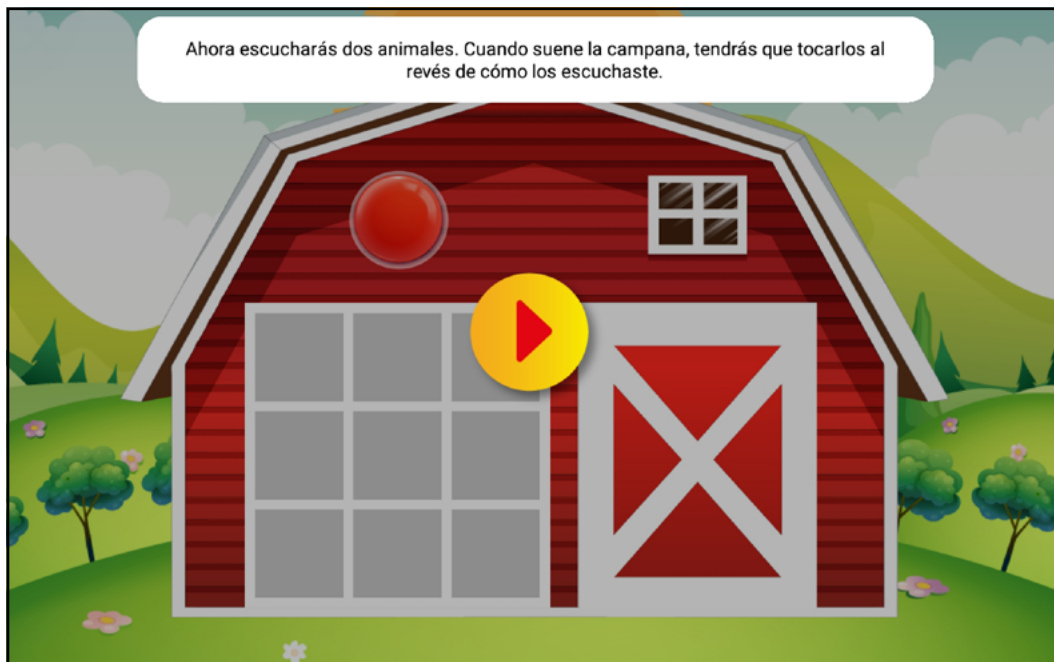 Ahora escucharás dos animales. Cuando suene la campana, tendrás que tocarlos al
revés de cómo los escuchaste.